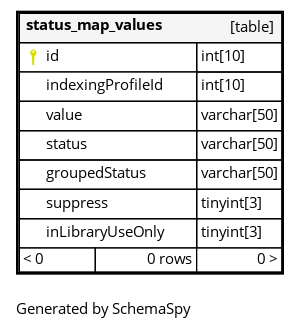 status_map_values [table]
id int[10]
indexingProfileId int[10]
value varchar[50]
status varchar[50]
groupedStatus varchar[50]
suppress tinyint[3]
inLibraryUseOnly tinyint[3]
< 0 0 rows 0 >
Generated by SchemaSpy